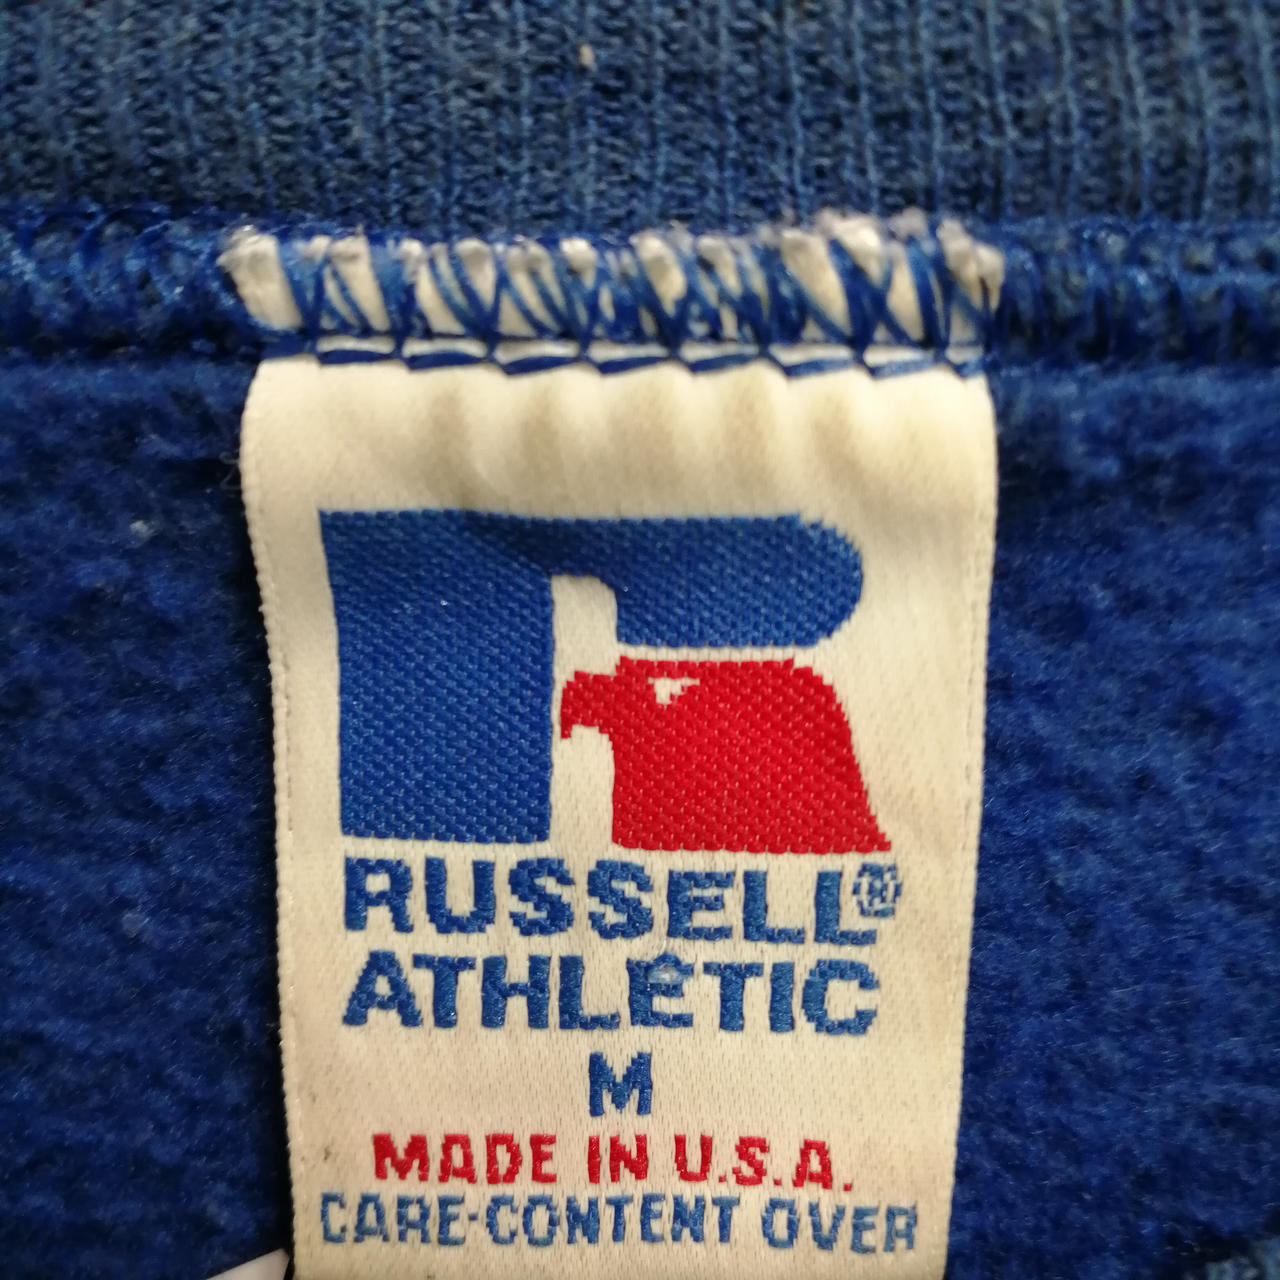 RUSSELL®
ATHLETIC
M
MADE IN U.S.A.
CARE-CONTENT OVER